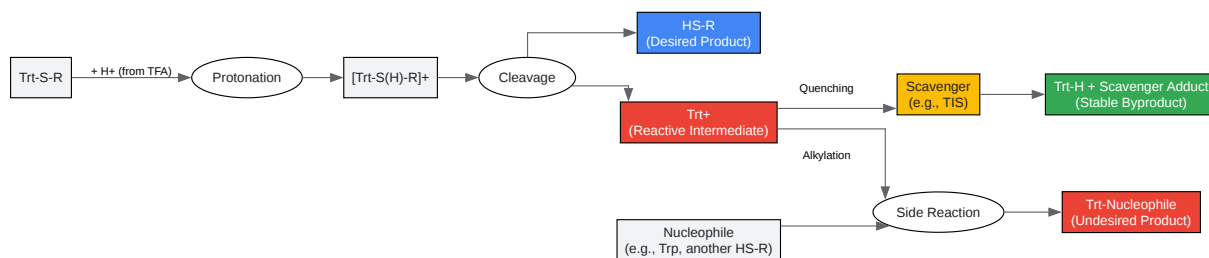 HS-R
(Desired Product)
Trt-S-R
+ H+ (from TFA)
Protonation
[Trt-S(H)-R]+
Cleavage
Quenching
Scavenger
(e.g., TIS)
Trt-H + Scavenger Adduct
(Stable Byproduct)
Trt+
(Reactive Intermediate)
Alkylation
Nucleophile
(e.g., Trp, another HS-R)
Side Reaction
Trt-Nucleophile
(Undesired Product)